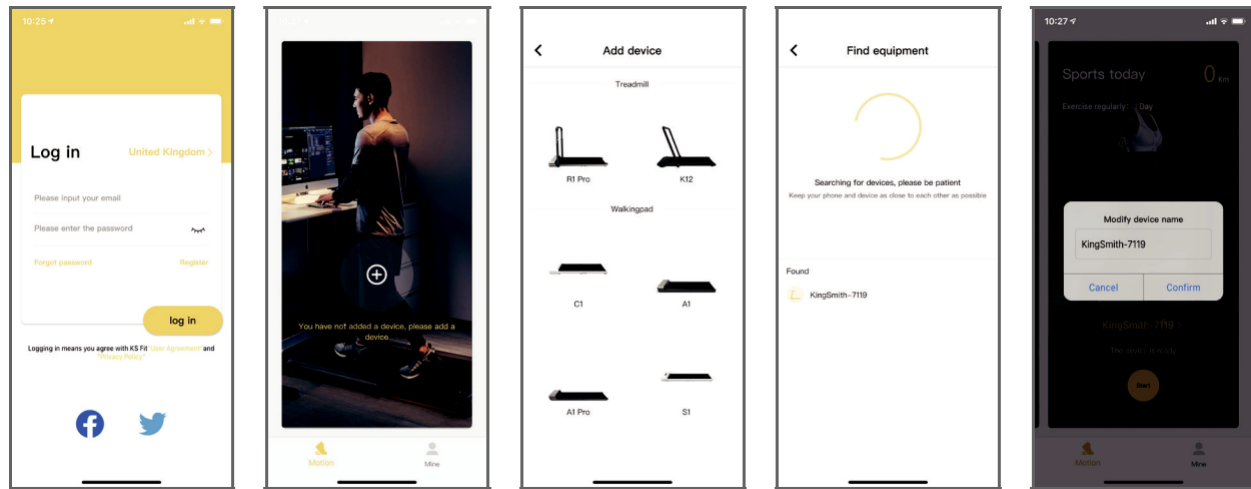 10:25
Log in
United Kingdom >
Please input your email
Please enter the password
Forgot password
Register
log in
Logging in means you agree with KS Fit "User Agreement" and
"Privacy Policy"
You have not added a device, please add a
device
Motion
Mine
Add device
Treadmill
R1 Pro
K12
Walkingpad
C1
A1
A1 Pro
S1
Find equipment
Searching for devices, please be patient
Keep your phone and device as close to each other as possible
Found
KingSmith-7119
10:27
Sports today
0 Km
Exercise regularly: Day
Modify device name
KingSmith-7119
Cancel
Confirm
KingSmith-7119
The device is ready
Start
Motion
Mine